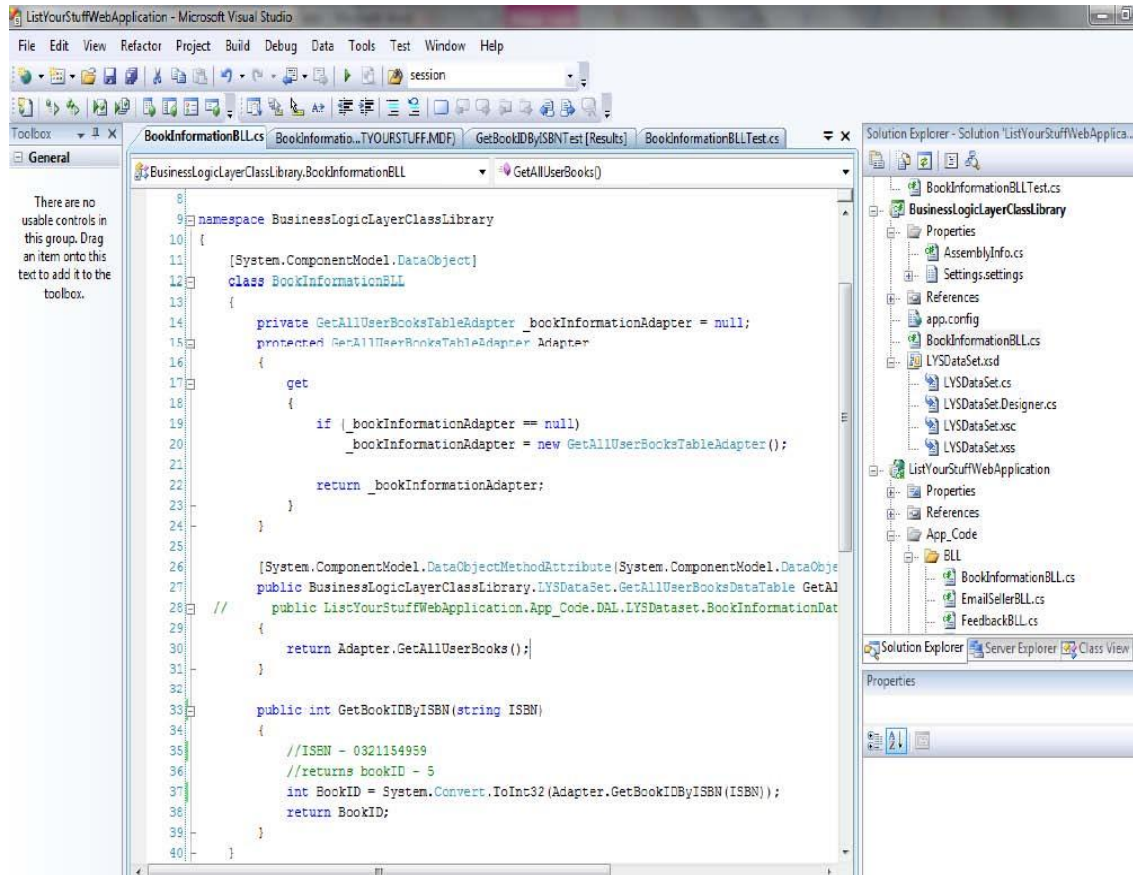 ListYourStuffWebApplication - Microsoft Visual Studio
File Edit View Refactor Project Build Debug Data Tools Test Window Help
session
Toolbox
General
There are no
usable controls in
this group. Drag
an item onto this
text to add it to the
toolbox.
BookInformationBLL.cs BookInformatio...TYOURSTUFF.MDF) GetBookIDByISBNTest [Results] BookInformationBLLTest.cs
BusinessLogicLayerClassLibrary.BookInformationBLL GetAllUserBooks()
8
9 namespace BusinessLogicLayerClassLibrary
10 {
11 [System.ComponentModel.DataObject]
12 class BookInformationBLL
13 {
14 private GetAllUserBooksTableAdapter _bookInformationAdapter = null;
15 protected GetAllUserBooksTableAdapter Adapter
16 {
17 get
18 {
19 if (_bookInformationAdapter == null)
20 _bookInformationAdapter = new GetAllUserBooksTableAdapter();
21
22 return _bookInformationAdapter;
23 }
24 }
25
26 [System.ComponentModel.DataObjectMethodAttribute(System.ComponentModel.DataObje
27 public BusinessLogicLayerClassLibrary.LYSDataSet.GetAllUserBooksDataTable GetAl
28 // public ListYourStuffWebApplication.App_Code.DAL.LYSDataset.BookInformationDat
29 {
30 return Adapter.GetAllUserBooks();
31 }
32
33 public int GetBookIDByISBN(string ISBN)
34 {
35 //ISBN - 0321154959
36 //returns bookID - 5
37 int BookID = System.Convert.ToInt32(Adapter.GetBookIDByISBN(ISBN));
38 return BookID;
39 }
40 }
Solution Explorer - Solution 'ListYourStuffWebApplica...
BookInformationBLLTest.cs
BusinessLogicLayerClassLibrary
Properties
AssemblyInfo.cs
Settings.settings
References
app.config
BookInformationBLL.cs
LYSDataSet.xsd
LYSDataSet.cs
LYSDataSet.Designer.cs
LYSDataSet.xsc
LYSDataSet.xss
ListYourStuffWebApplication
Properties
References
App_Code
BLL
BookInformationBLL.cs
EmailSellerBLL.cs
FeedbackBLL.cs
Solution Explorer Server Explorer Class View
Properties